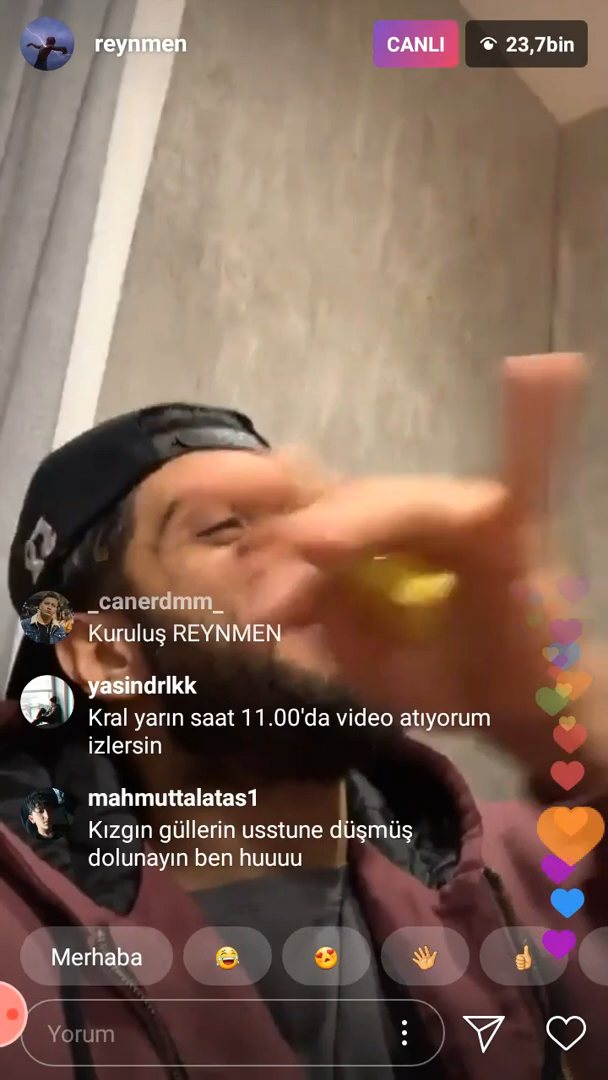 reynmen
CANLI
23,7bin
_canerdmm_
Kuruluş REYNMEN
yasindrlkk
Kral yarın saat 11.00'da video atıyorum
izlersin
mahmuttalatas1
Kızgın güllerin usstune düşmüş
dolunayın ben huuuu
Merhaba
Yorum